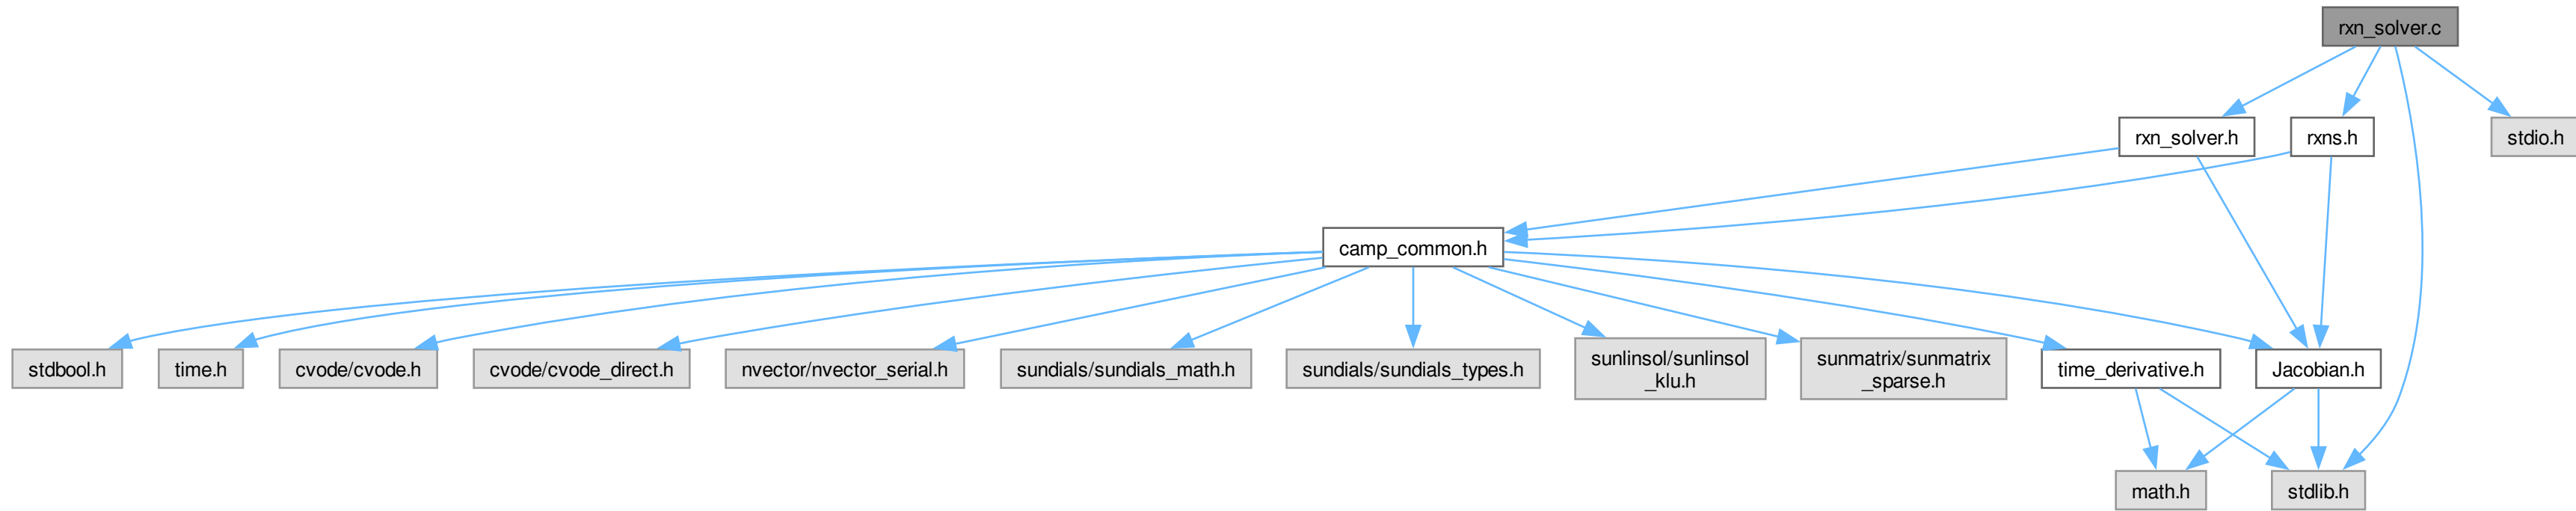 rxn_solver.c
rxn_solver.h
rxns.h
stdio.h
camp_common.h
stdbool.h
time.h
cvode/cvode.h
cvode/cvode_direct.h
nvector/nvector_serial.h
sundials/sundials_math.h
sundials/sundials_types.h
sunlinsol/sunlinsol
_klu.h
sunmatrix/sunmatrix
_sparse.h
time_derivative.h
Jacobian.h
math.h
stdlib.h